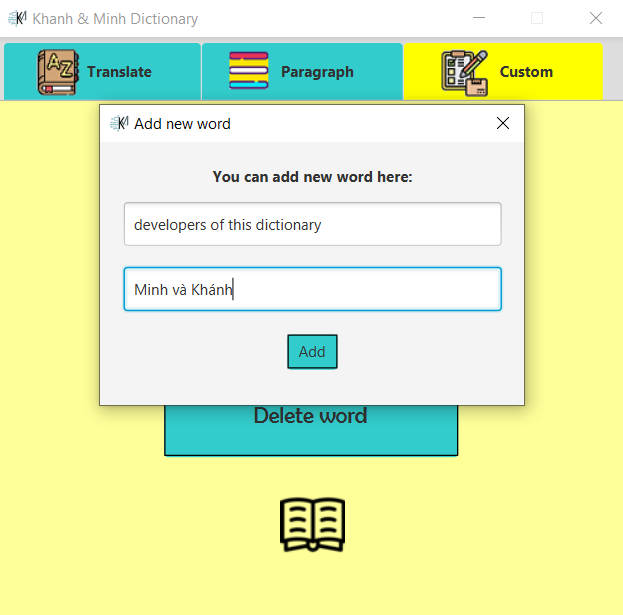 Khanh & Minh Dictionary
Translate
Paragraph
Custom
Add new word
You can add new word here:
developers of this dictionary
Minh và Khánh
Add
Delete word